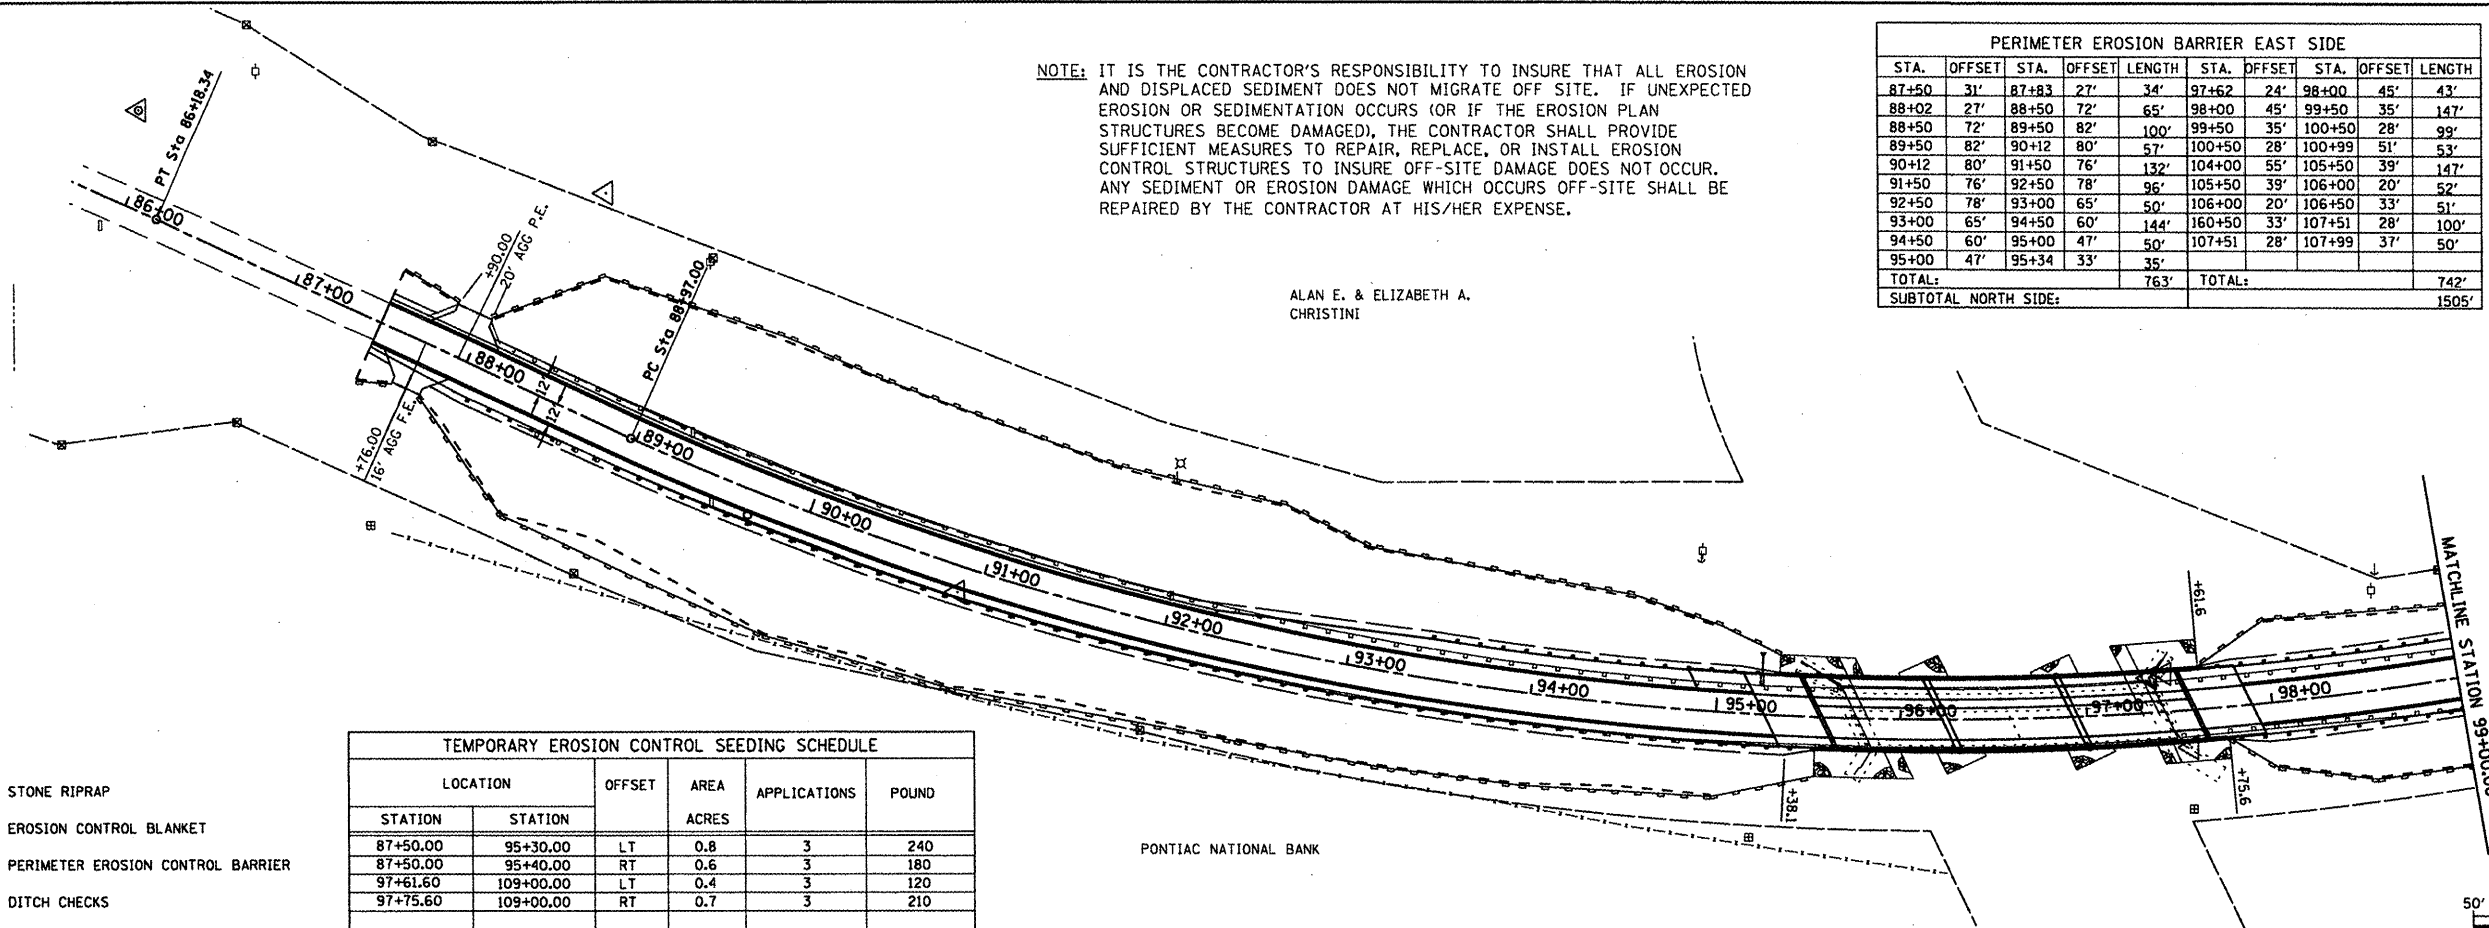 NOTE: IT IS THE CONTRACTOR'S RESPONSIBILITY TO INSURE THAT ALL EROSION
AND DISPLACED SEDIMENT DOES NOT MIGRATE OFF SITE. IF UNEXPECTED
EROSION OR SEDIMENTATION OCCURS (OR IF THE EROSION PLAN
STRUCTURES BECOME DAMAGED), THE CONTRACTOR SHALL PROVIDE
SUFFICIENT MEASURES TO REPAIR, REPLACE, OR INSTALL EROSION
CONTROL STRUCTURES TO INSURE OFF-SITE DAMAGE DOES NOT OCCUR.
ANY SEDIMENT OR EROSION DAMAGE WHICH OCCURS OFF-SITE SHALL BE
REPAIRED BY THE CONTRACTOR AT HIS/HER EXPENSE.
PERIMETER EROSION BARRIER EAST SIDE
STA. OFFSET STA. OFFSET LENGTH STA. OFFSET STA. OFFSET LENGTH
87+50 31' 87+83 27' 34' 97+62 24' 98+00 45' 43'
88+02 27' 88+50 72' 65' 98+00 45' 99+50 35' 147'
88+50 72' 89+50 82' 100' 99+50 35' 100+50 28' 99'
89+50 82' 90+12 80' 57' 100+50 28' 100+99 51' 53'
90+12 80' 91+50 76' 132' 104+00 55' 105+50 39' 147'
91+50 76' 92+50 78' 96' 105+50 39' 106+00 20' 52'
92+50 78' 93+00 65' 50' 106+00 20' 106+50 33' 51'
93+00 65' 94+50 60' 144' 160+50 33' 107+51 28' 100'
94+50 60' 95+00 47' 50' 107+51 28' 107+99 37' 50'
95+00 47' 95+34 33' 35'
TOTAL: 763' TOTAL: 742'
SUBTOTAL NORTH SIDE: 1505'
ALAN E. & ELIZABETH A.
CHRISTINI
PT Sta 86+18.34
86+00
87+00
+90.00
20' AGG P.E.
PC Sta 88+97.00
88+00
12'
12'
+76.00
16' AGG F.E.
89+00
90+00
91+00
92+00
93+00
94+00
95+00
96+00
97+00
98+00
+61.6
+38.1
+75.6
MATCHLINE STATION 99+00.00
PONTIAC NATIONAL BANK
STONE RIPRAP
EROSION CONTROL BLANKET
PERIMETER EROSION CONTROL BARRIER
DITCH CHECKS
TEMPORARY EROSION CONTROL SEEDING SCHEDULE
LOCATION OFFSET AREA APPLICATIONS POUND
STATION STATION ACRES
87+50.00 95+30.00 LT 0.8 3 240
87+50.00 95+40.00 RT 0.6 3 180
97+61.60 109+00.00 LT 0.4 3 120
97+75.60 109+00.00 RT 0.7 3 210
50'